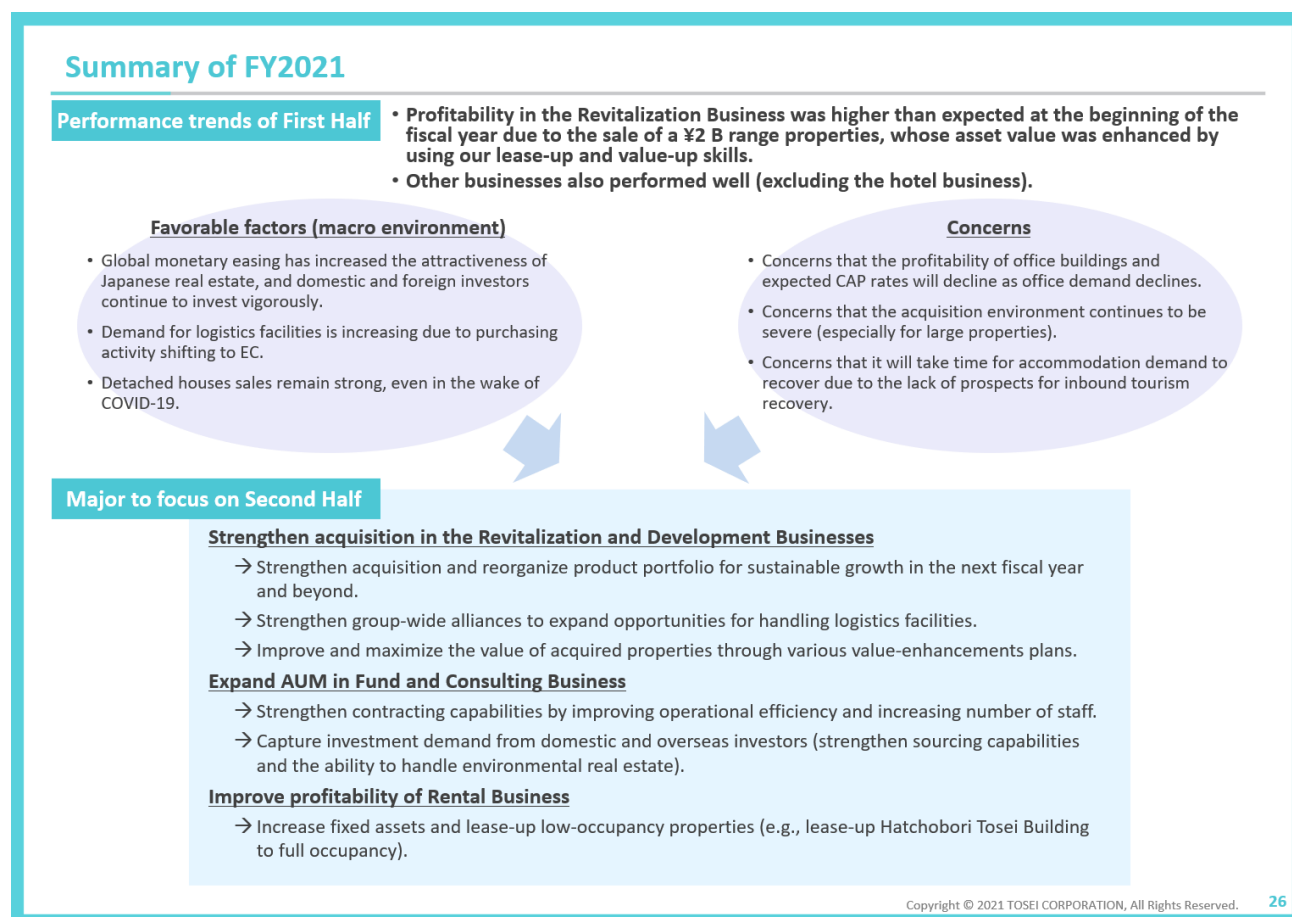 Summary of FY2021
Performance trends of First Half
• Profitability in the Revitalization Business was higher than expected at the beginning of the
fiscal year due to the sale of a ¥2 B range properties, whose asset value was enhanced by
using our lease-up and value-up skills.
• Other businesses also performed well (excluding the hotel business).
Favorable factors (macro environment)
• Global monetary easing has increased the attractiveness of
Japanese real estate, and domestic and foreign investors
continue to invest vigorously.
• Demand for logistics facilities is increasing due to purchasing
activity shifting to EC.
• Detached houses sales remain strong, even in the wake of
COVID-19.
Concerns
• Concerns that the profitability of office buildings and
expected CAP rates will decline as office demand declines.
• Concerns that the acquisition environment continues to be
severe (especially for large properties).
• Concerns that it will take time for accommodation demand to
recover due to the lack of prospects for inbound tourism
recovery.
Major to focus on Second Half
Strengthen acquisition in the Revitalization and Development Businesses
→ Strengthen acquisition and reorganize product portfolio for sustainable growth in the next fiscal year
and beyond.
→ Strengthen group-wide alliances to expand opportunities for handling logistics facilities.
→ Improve and maximize the value of acquired properties through various value-enhancements plans.
Expand AUM in Fund and Consulting Business
→ Strengthen contracting capabilities by improving operational efficiency and increasing number of staff.
→ Capture investment demand from domestic and overseas investors (strengthen sourcing capabilities
and the ability to handle environmental real estate).
Improve profitability of Rental Business
→ Increase fixed assets and lease-up low-occupancy properties (e.g., lease-up Hatchobori Tosei Building
to full occupancy).
Copyright © 2021 TOSEI CORPORATION, All Rights Reserved.
26